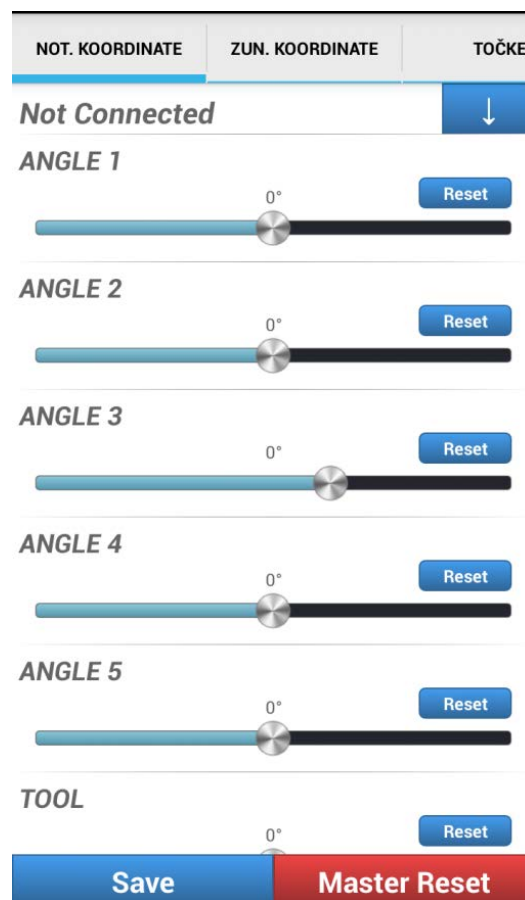 NOT. KOORDINATE ZUN. KOORDINATE TOČKE
Not Connected ↓
ANGLE 1
0° Reset
ANGLE 2
0° Reset
ANGLE 3
0° Reset
ANGLE 4
0° Reset
ANGLE 5
0° Reset
TOOL
0° Reset
Save Master Reset